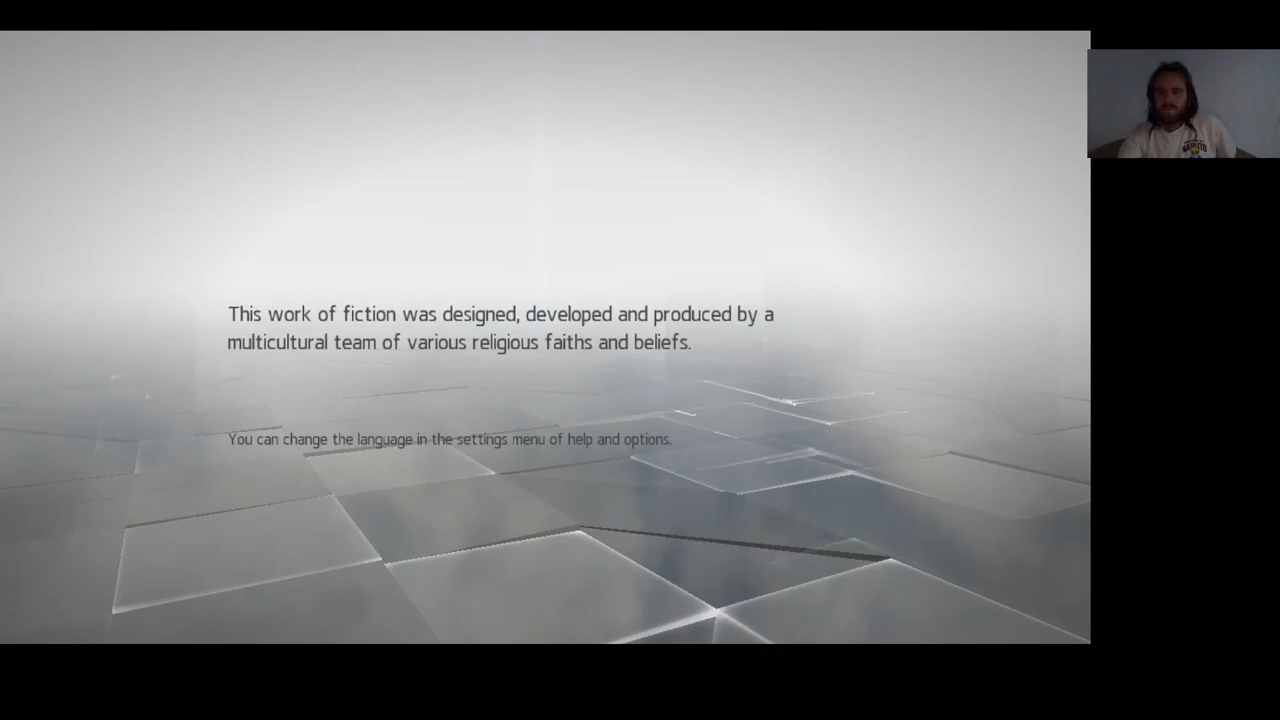 This work of fiction was designed, developed and produced by a
multicultural team of various religious faiths and beliefs.
You can change the language in the settings menu of help and options.